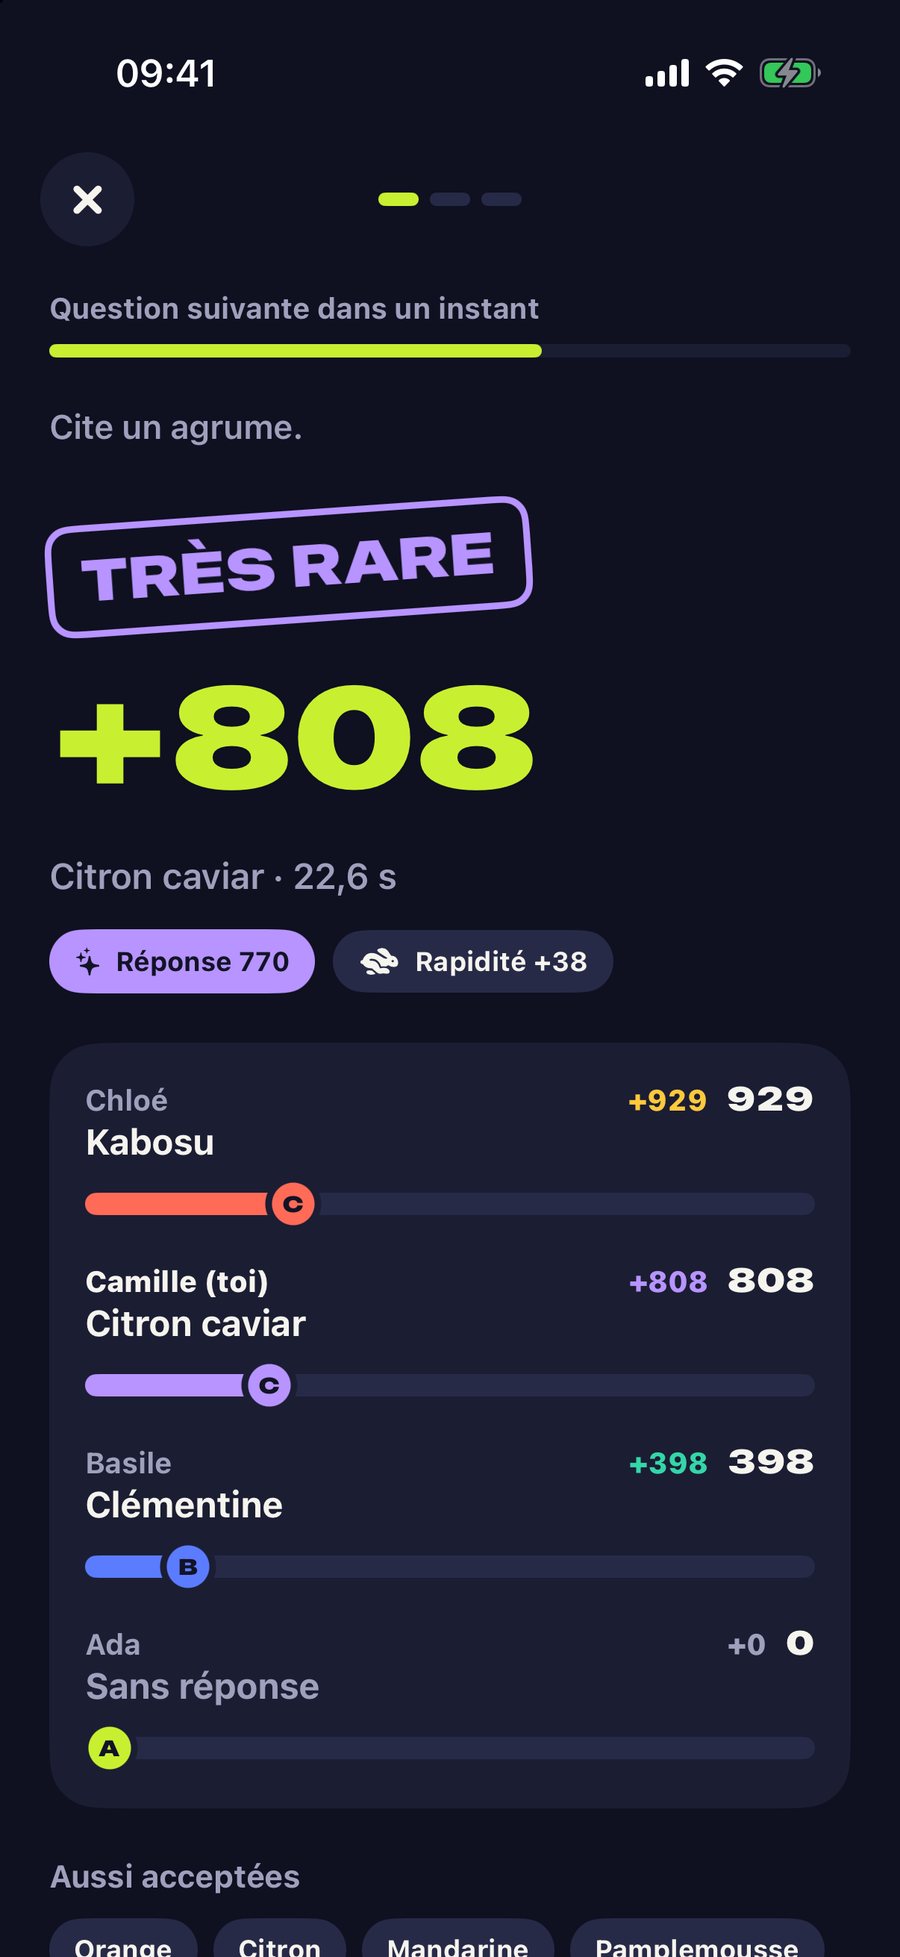 09:41
Question suivante dans un instant
Cite un agrume.
TRÈS RARE
+808
Citron caviar · 22,6 s
Réponse 770 Rapidité +38
Chloé +929 929
Kabosu
C
Camille (toi) +808 808
Citron caviar
C
Basile +398 398
Clémentine
B
Ada +0 0
Sans réponse
A
Aussi acceptées
Orange Citron Mandarine Pamplemousse